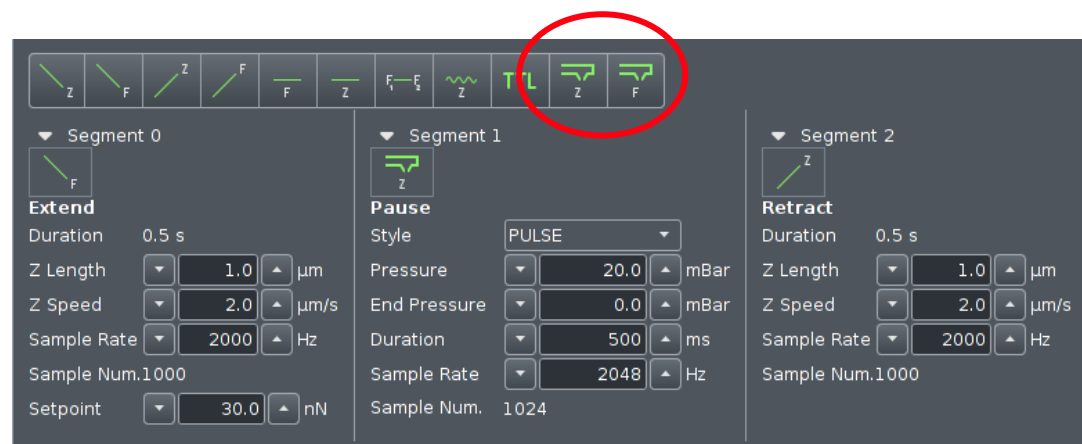 Z F Z F F Z F1 F2 Z TTL Z F
Segment 0 Segment 1 Segment 2
F Z Z
Extend Pause Retract
Duration 0.5 s Style PULSE Duration 0.5 s
Z Length 1.0 µm Pressure 20.0 mBar Z Length 1.0 µm
Z Speed 2.0 µm/s End Pressure 0.0 mBar Z Speed 2.0 µm/s
Sample Rate 2000 Hz Duration 500 ms Sample Rate 2000 Hz
Sample Num.1000 Sample Rate 2048 Hz Sample Num.1000
Setpoint 30.0 nN Sample Num. 1024